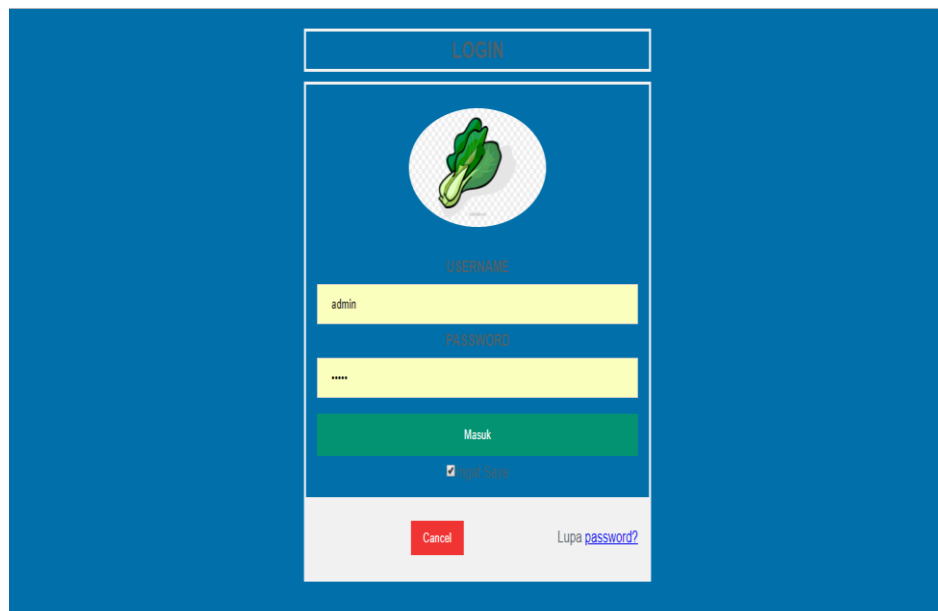 LOGIN
USERNAME
admin
PASSWORD
•••••
Masuk
Ingat Saya
Cancel
Lupa password?